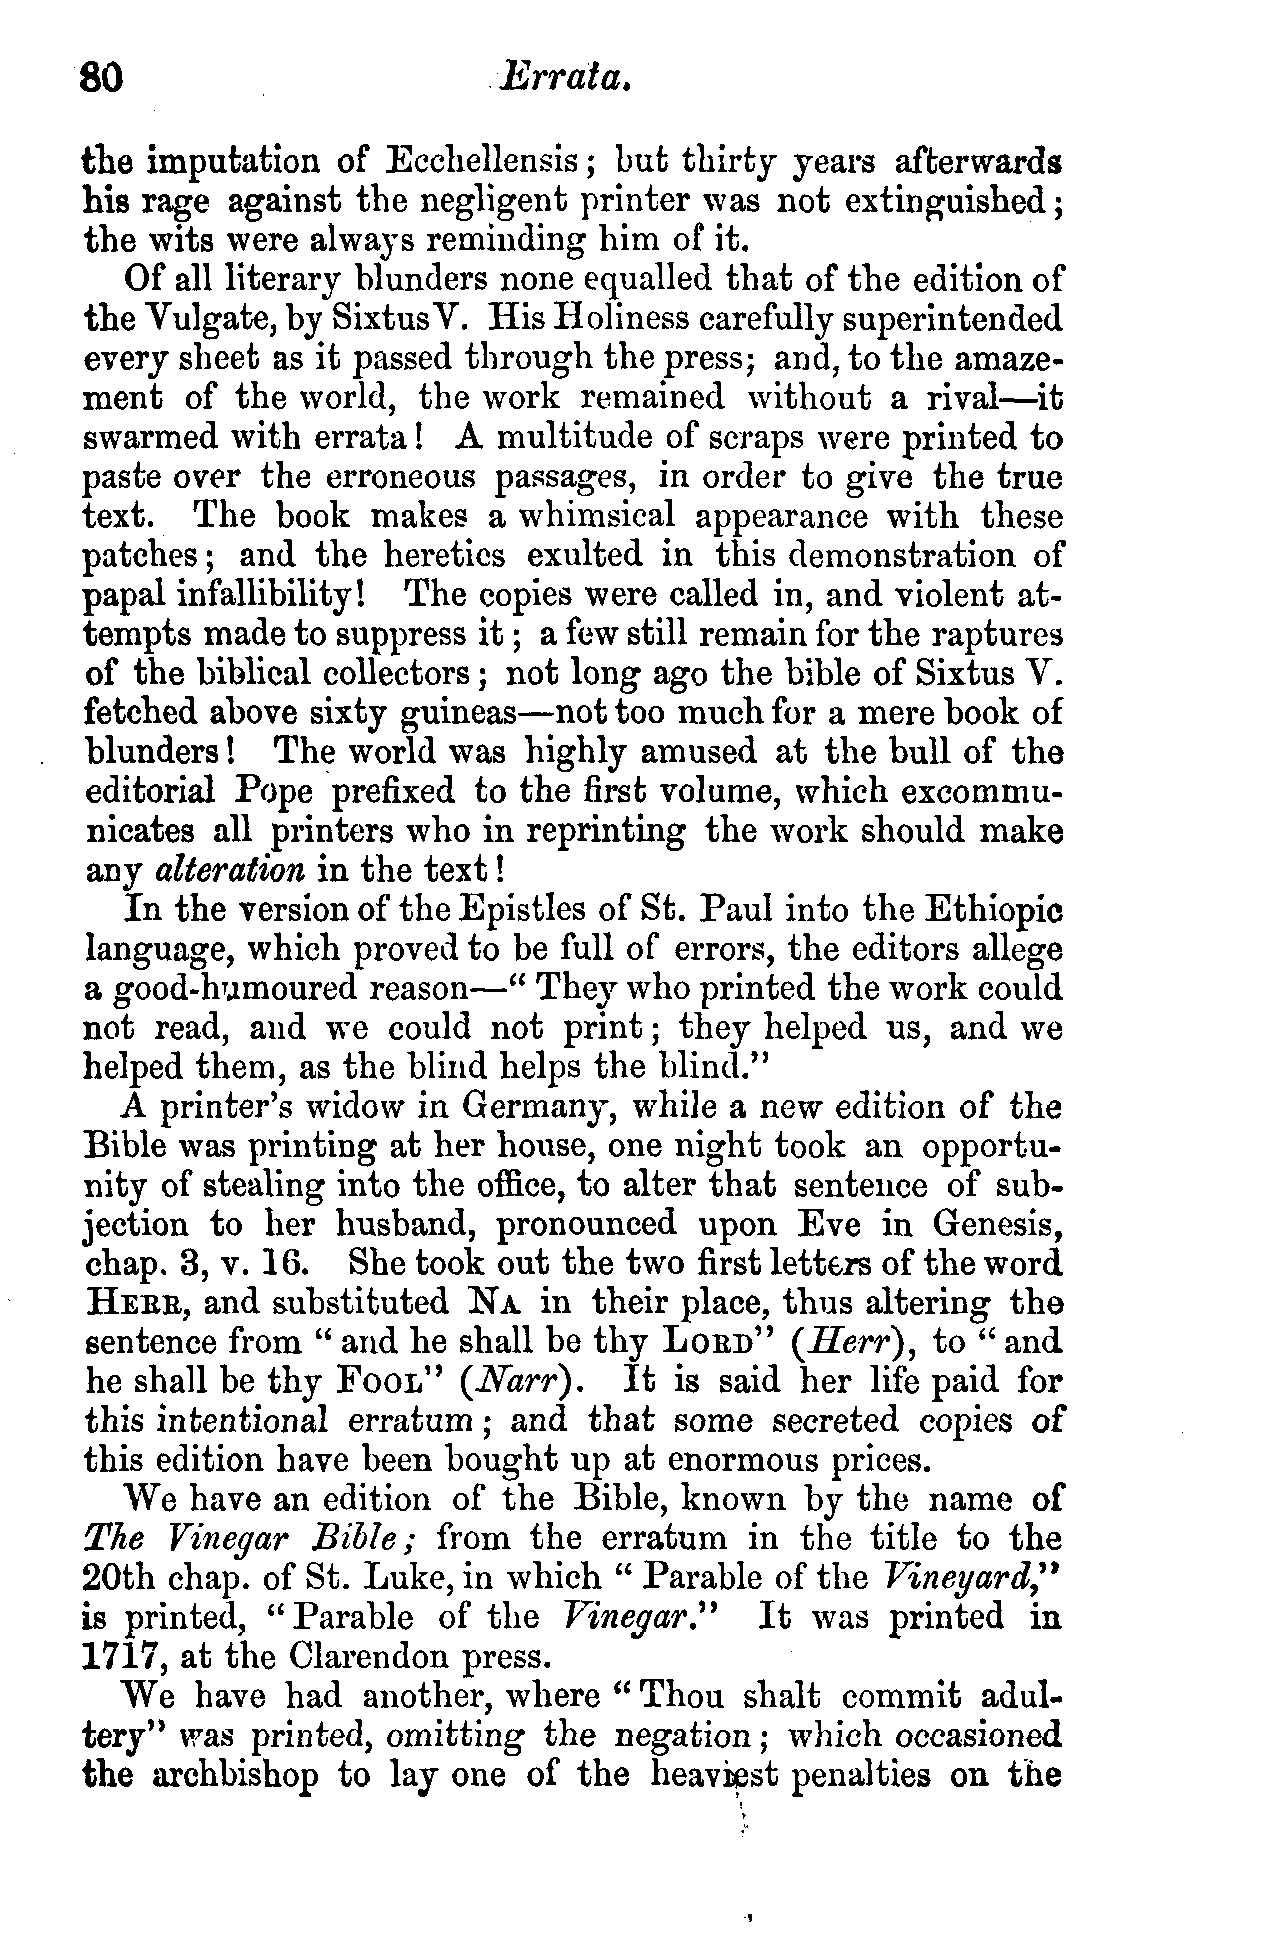 80 Errata.
the imputation of Ecchellensis; but thirty years afterwards
his rage against the negligent printer was not extinguished;
the wits were always reminding him of it.
Of all literary blunders none equalled that of the edition of
the Vulgate, by Sixtus V. His Holiness carefully superintended
every sheet as it passed through the press; and, to the amaze-
ment of the world, the work remained without a rival—it
swarmed with errata! A multitude of scraps were printed to
paste over the erroneous passages, in order to give the true
text. The book makes a whimsical appearance with these
patches; and the heretics exulted in this demonstration of
papal infallibility! The copies were called in, and violent at-
tempts made to suppress it; a few still remain for the raptures
of the biblical collectors; not long ago the bible of Sixtus V.
fetched above sixty guineas—not too much for a mere book of
blunders! The world was highly amused at the bull of the
editorial Pope prefixed to the first volume, which excommu-
nicates all printers who in reprinting the work should make
any alteration in the text!
In the version of the Epistles of St. Paul into the Ethiopic
language, which proved to be full of errors, the editors allege
a good-humoured reason—“They who printed the work could
not read, and we could not print; they helped us, and we
helped them, as the blind helps the blind.”
A printer's widow in Germany, while a new edition of the
Bible was printing at her house, one night took an opportu-
nity of stealing into the office, to alter that sentence of sub-
jection to her husband, pronounced upon Eve in Genesis,
chap. 3, v. 16. She took out the two first letters of the word
HERR, and substituted NA in their place, thus altering the
sentence from “and he shall be thy LORD” (Herr), to “and
he shall be thy FOOL” (Narr). It is said her life paid for
this intentional erratum; and that some secreted copies of
this edition have been bought up at enormous prices.
We have an edition of the Bible, known by the name of
The Vinegar Bible; from the erratum in the title to the
20th chap. of St. Luke, in which “Parable of the Vineyard,”
is printed, “Parable of the Vinegar.” It was printed in
1717, at the Clarendon press.
We have had another, where “Thou shalt commit adul-
tery” was printed, omitting the negation; which occasioned
the archbishop to lay one of the heaviest penalties on the